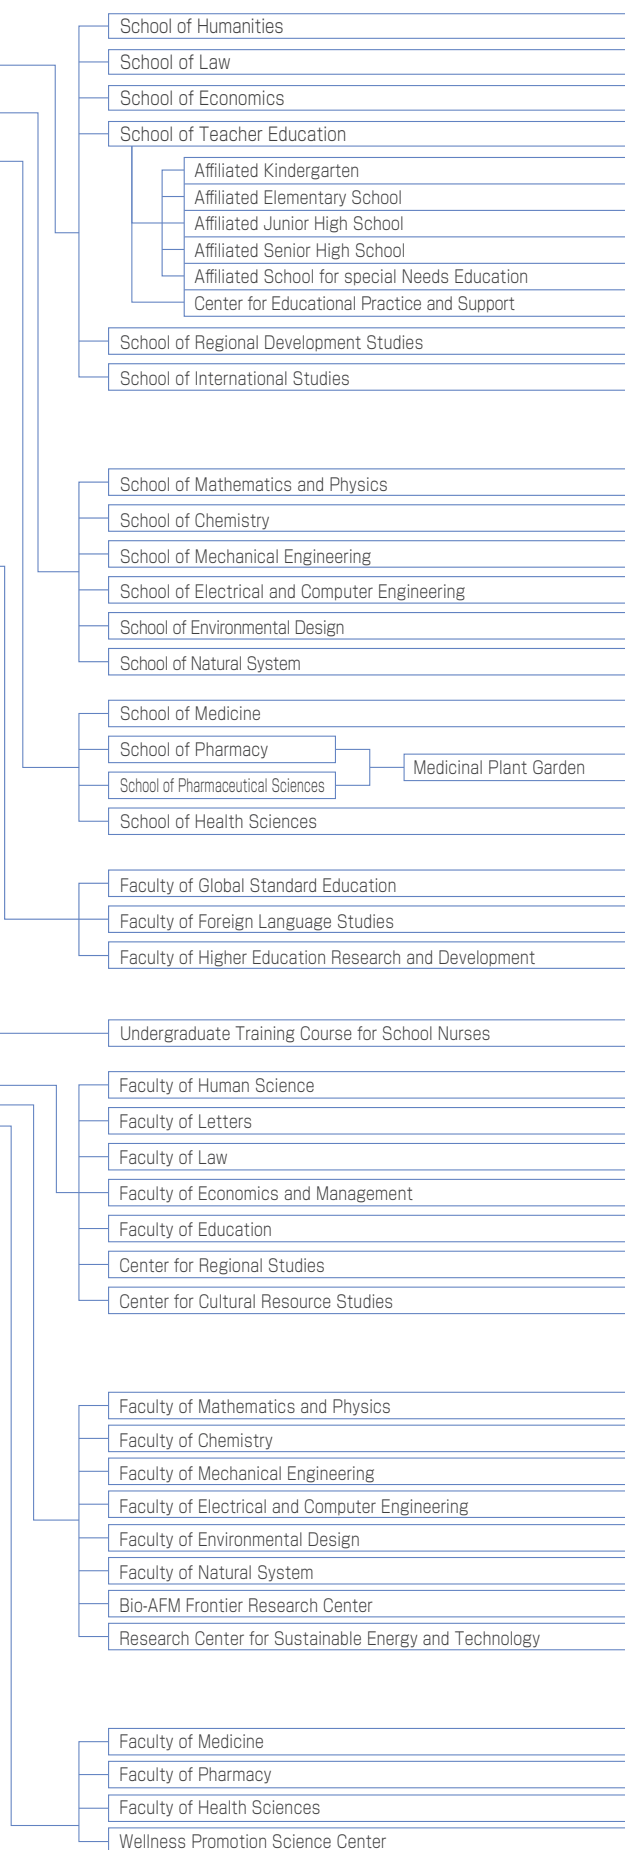 School of Humanities
School of Law
School of Economics
School of Teacher Education
Affiliated Kindergarten
Affiliated Elementary School
Affiliated Junior High School
Affiliated Senior High School
Affiliated School for special Needs Education
Center for Educational Practice and Support
School of Regional Development Studies
School of International Studies
School of Mathematics and Physics
School of Chemistry
School of Mechanical Engineering
School of Electrical and Computer Engineering
School of Environmental Design
School of Natural System
School of Medicine
School of Pharmacy
Medicinal Plant Garden
School of Pharmaceutical Sciences
School of Health Sciences
Faculty of Global Standard Education
Faculty of Foreign Language Studies
Faculty of Higher Education Research and Development
Undergraduate Training Course for School Nurses
Faculty of Human Science
Faculty of Letters
Faculty of Law
Faculty of Economics and Management
Faculty of Education
Center for Regional Studies
Center for Cultural Resource Studies
Faculty of Mathematics and Physics
Faculty of Chemistry
Faculty of Mechanical Engineering
Faculty of Electrical and Computer Engineering
Faculty of Environmental Design
Faculty of Natural System
Bio-AFM Frontier Research Center
Research Center for Sustainable Energy and Technology
Faculty of Medicine
Faculty of Pharmacy
Faculty of Health Sciences
Wellness Promotion Science Center